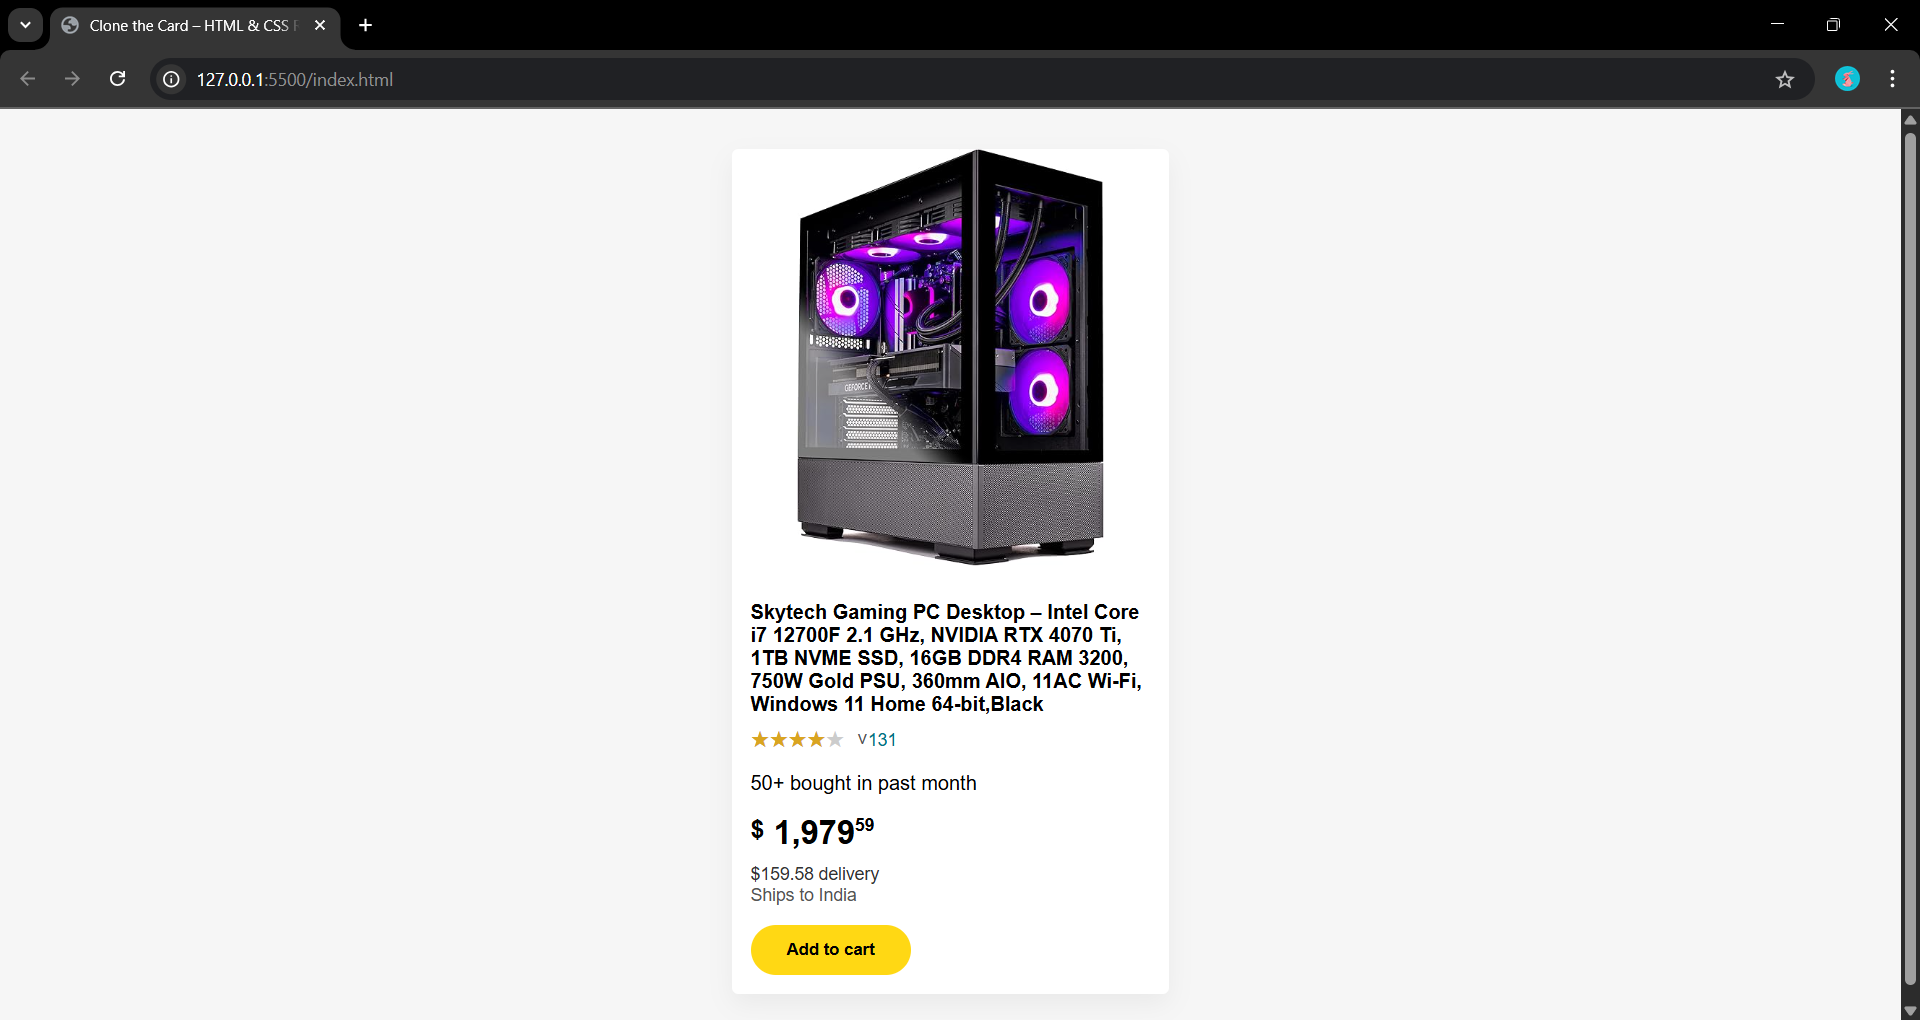 Clone the Card – HTML & CSS
127.0.0.1:5500/index.html
GEFORCE
Skytech Gaming PC Desktop – Intel Core
i7 12700F 2.1 GHz, NVIDIA RTX 4070 Ti,
1TB NVME SSD, 16GB DDR4 RAM 3200,
750W Gold PSU, 360mm AIO, 11AC Wi-Fi,
Windows 11 Home 64-bit,Black
★★★★★ v131
50+ bought in past month
$ 1,97959
$159.58 delivery
Ships to India
Add to cart